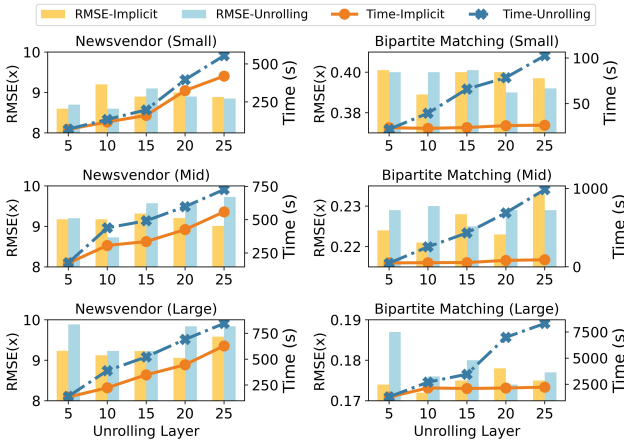 RMSE-Implicit RMSE-Unrolling Time-Implicit Time-Unrolling
Newsvendor (Small)
RMSE(x)
10
9
8
500
250
Time (s)
5 10 15 20 25
Bipartite Matching (Small)
RMSE(x)
0.40
0.38
100
50
Time (s)
5 10 15 20 25
Newsvendor (Mid)
RMSE(x)
10
9
8
750
500
250
Time (s)
5 10 15 20 25
Bipartite Matching (Mid)
RMSE(x)
0.23
0.22
1000
0
Time (s)
5 10 15 20 25
Newsvendor (Large)
RMSE(x)
10
9
8
7500
5000
2500
Time (s)
5 10 15 20 25
Unrolling Layer
Bipartite Matching (Large)
RMSE(x)
0.19
0.18
0.17
7500
5000
2500
Time (s)
5 10 15 20 25
Unrolling Layer